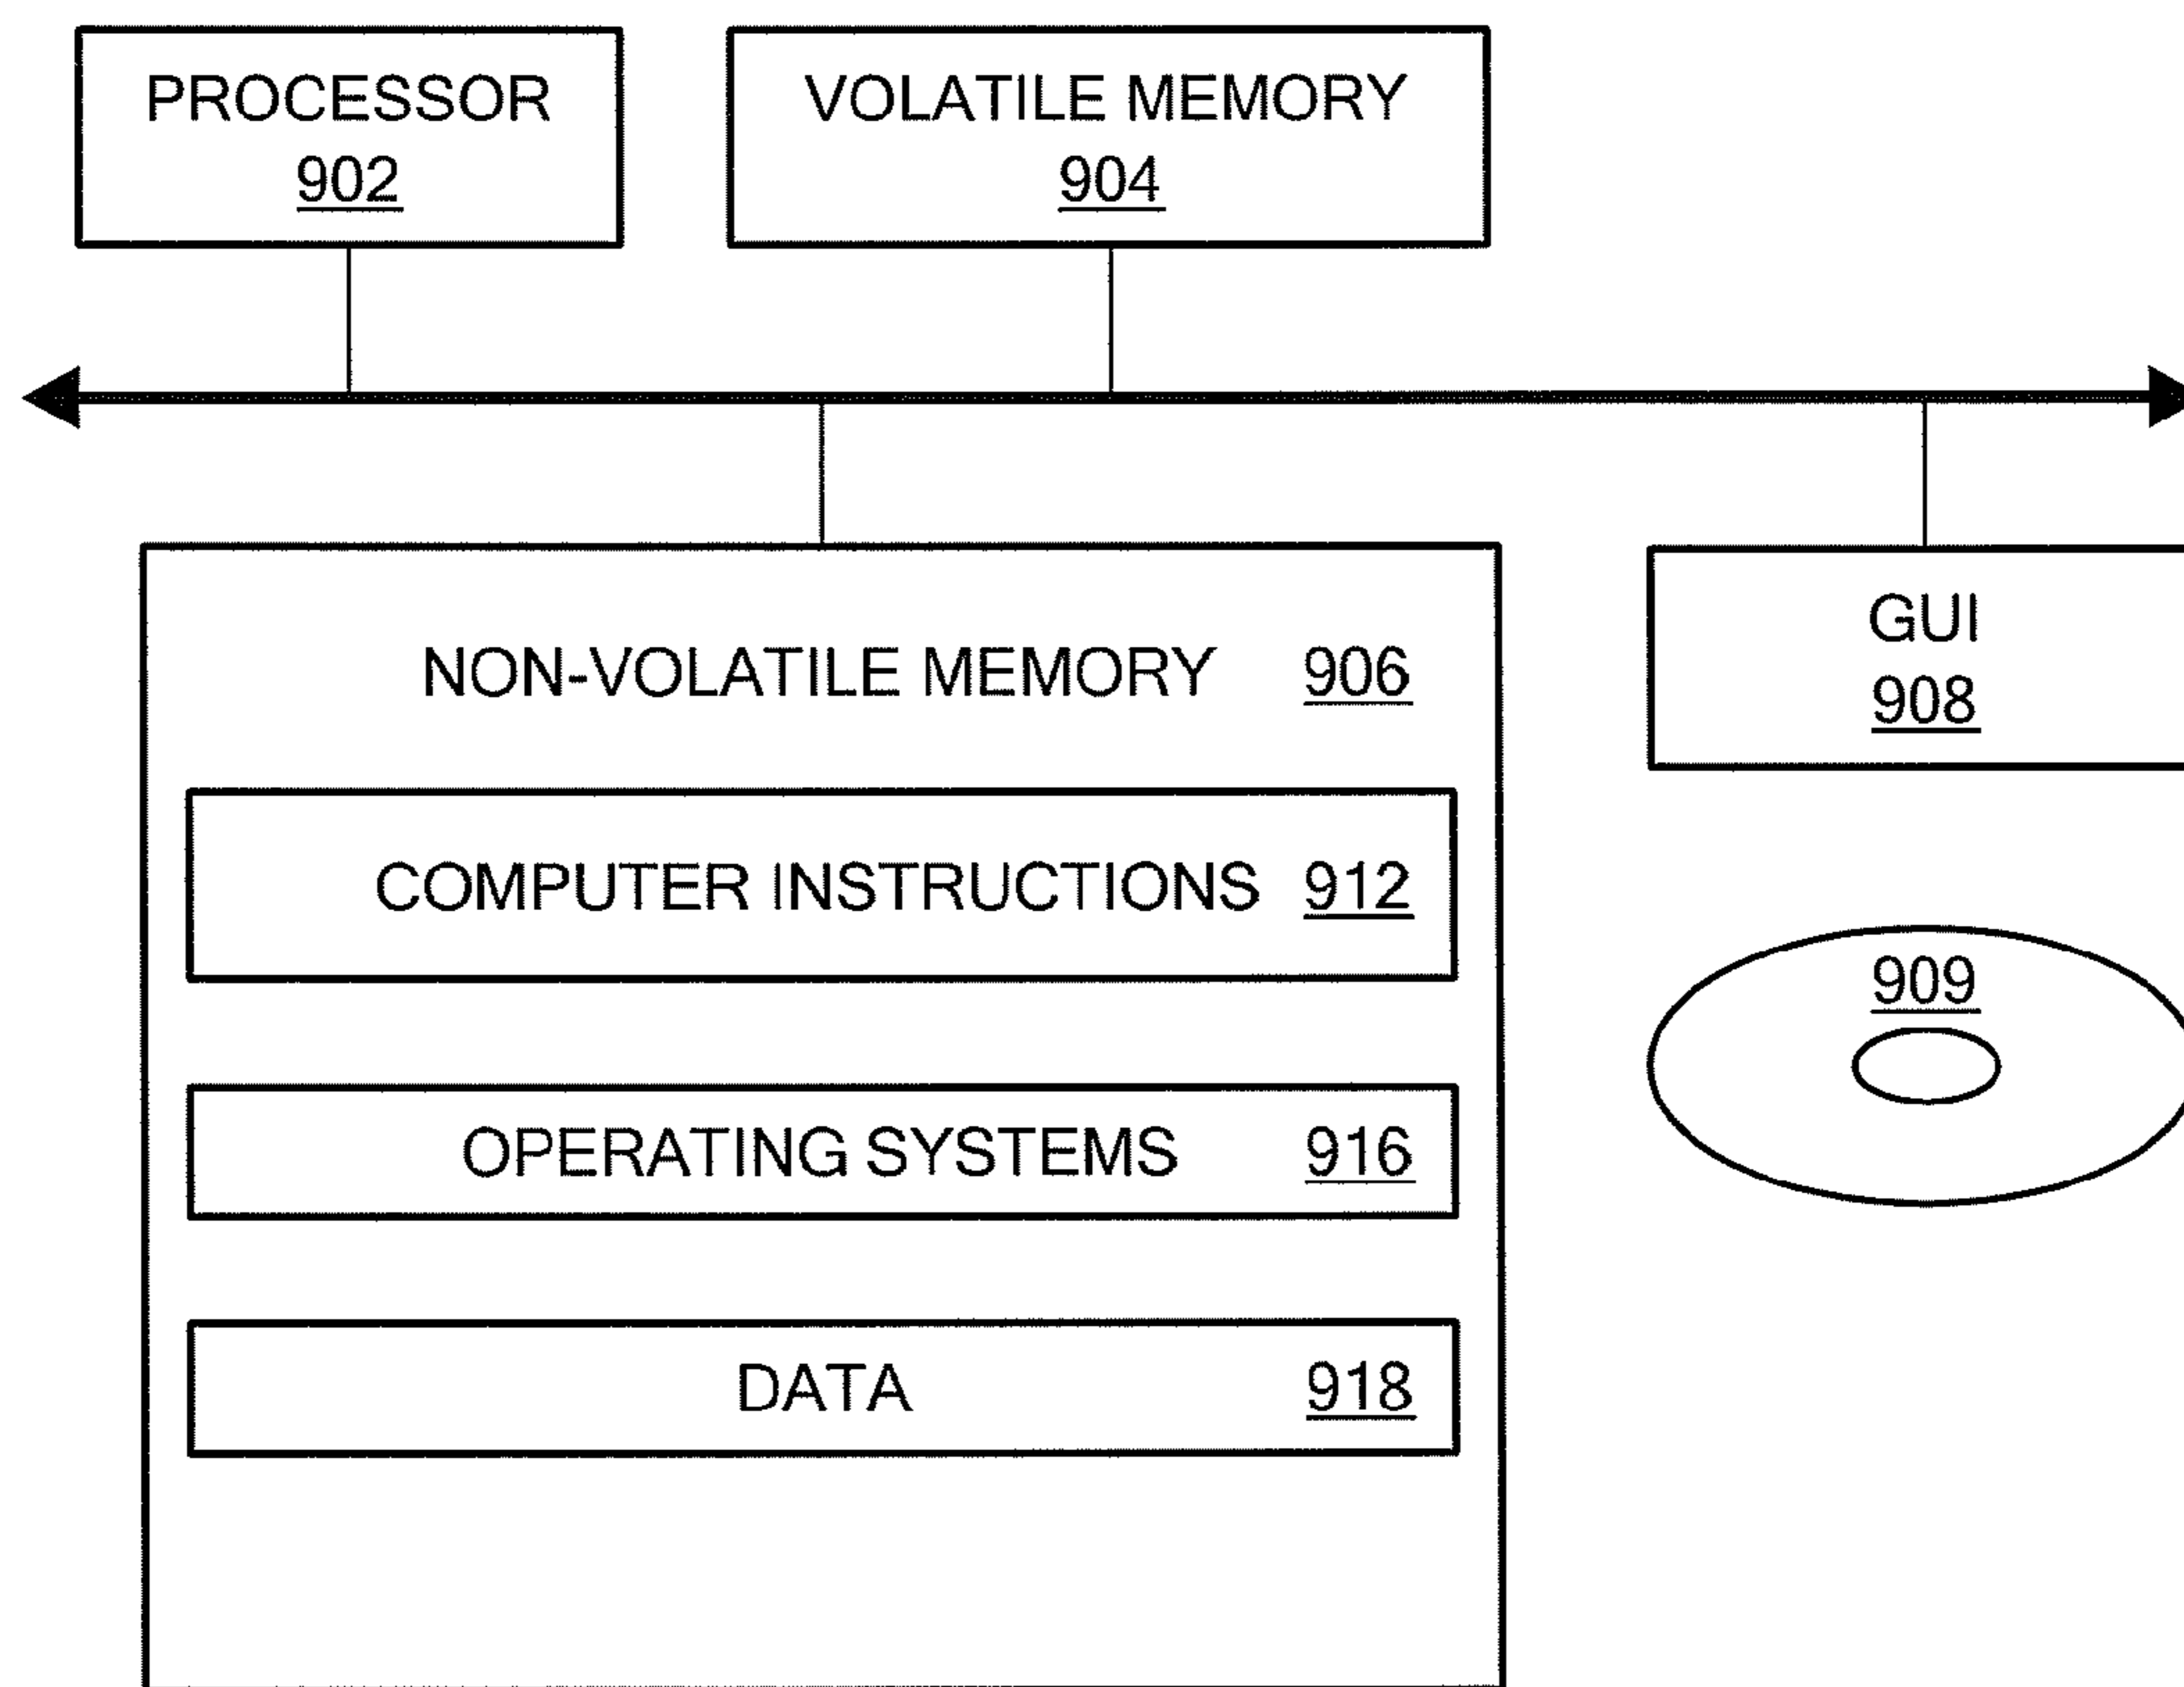 PROCESSOR
902
VOLATILE MEMORY
904
NON-VOLATILE MEMORY 906
GUI
908
COMPUTER INSTRUCTIONS 912
909
OPERATING SYSTEMS 916
DATA 918